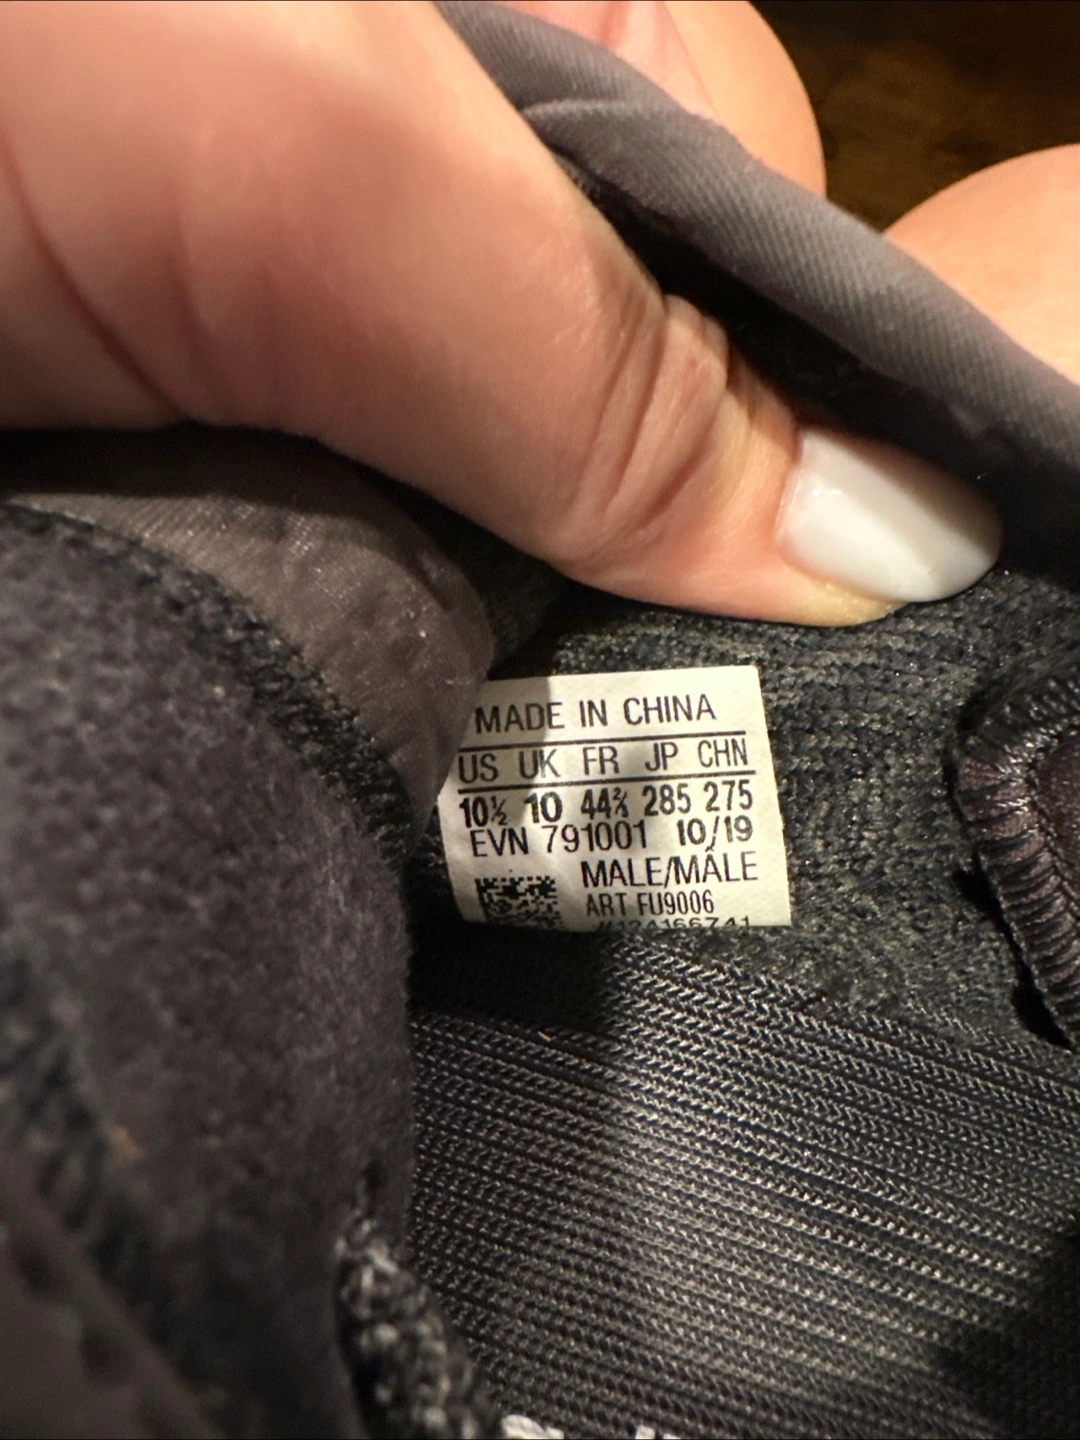 MADE IN CHINA
US UK FR JP CHN
10½ 10 44⅔ 285 275
EVN 791001 10/19
MALE/MÂLE
ART FU9006